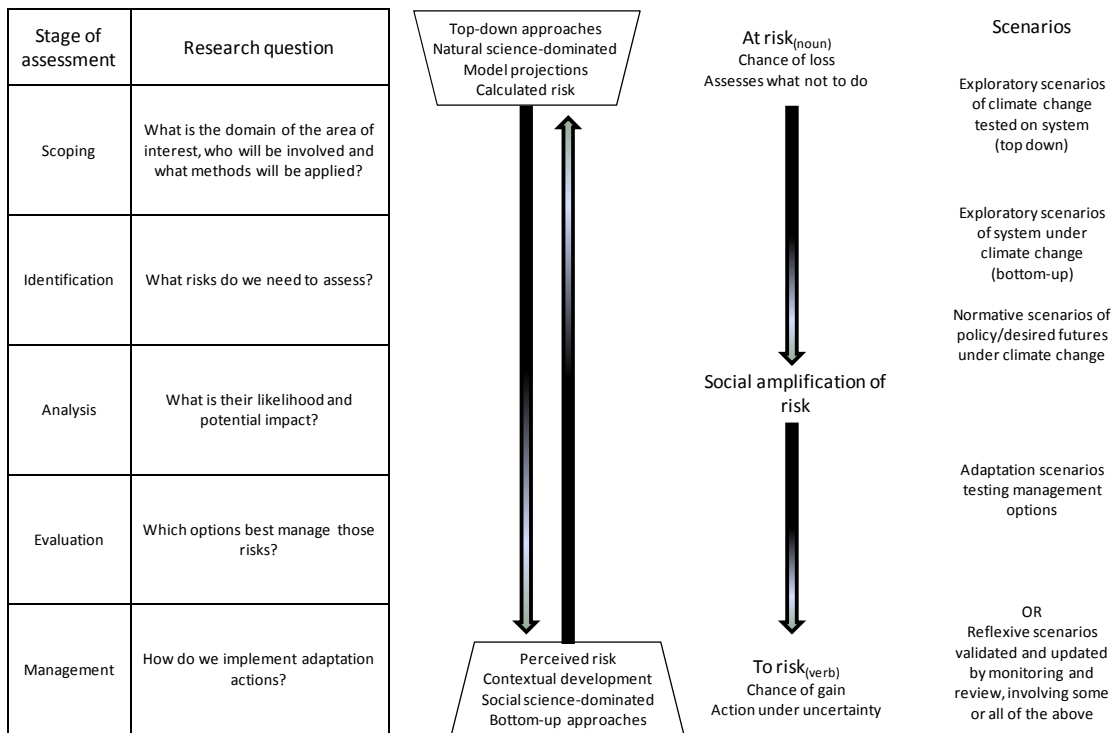 Stage of
assessment
Research question
Scoping
What is the domain of the area of
interest, who will be involved and
what methods will be applied?
Identification
What risks do we need to assess?
Analysis
What is their likelihood and
potential impact?
Evaluation
Which options best manage those
risks?
Management
How do we implement adaptation
actions?
Top-down approaches
Natural science-dominated
Model projections
Calculated risk
Perceived risk
Contextual development
Social science-dominated
Bottom-up approaches
At risk(noun)
Chance of loss
Assesses what not to do
Social amplification of
risk
To risk(verb)
Chance of gain
Action under uncertainty
Scenarios
Exploratory scenarios
of climate change
tested on system
(top down)
Exploratory scenarios
of system under
climate change
(bottom-up)
Normative scenarios of
policy/desired futures
under climate change
Adaptation scenarios
testing management
options
OR
Reflexive scenarios
validated and updated
by monitoring and
review, involving some
or all of the above